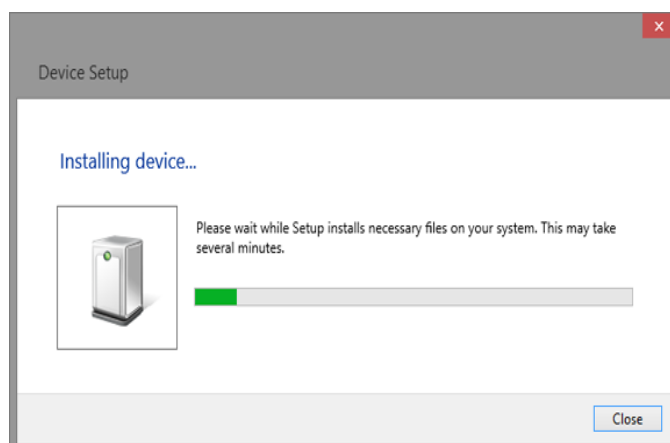 x
Device Setup
Installing device...
Please wait while Setup installs necessary files on your system. This may take
several minutes.
Close